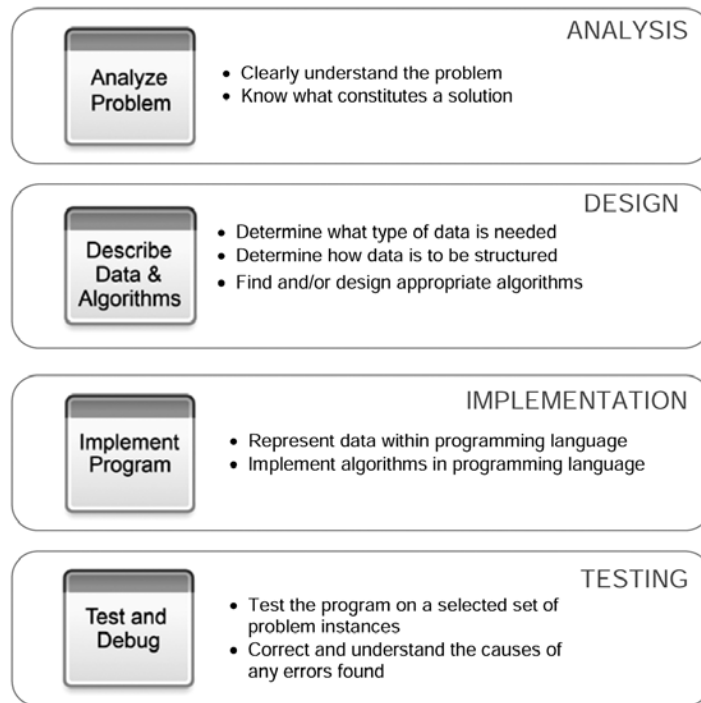 ANALYSIS
Analyze
Problem
• Clearly understand the problem
• Know what constitutes a solution
DESIGN
Describe
Data &
Algorithms
• Determine what type of data is needed
• Determine how data is to be structured
• Find and/or design appropriate algorithms
IMPLEMENTATION
Implement
Program
• Represent data within programming language
• Implement algorithms in programming language
TESTING
Test and
Debug
• Test the program on a selected set of
problem instances
• Correct and understand the causes of
any errors found